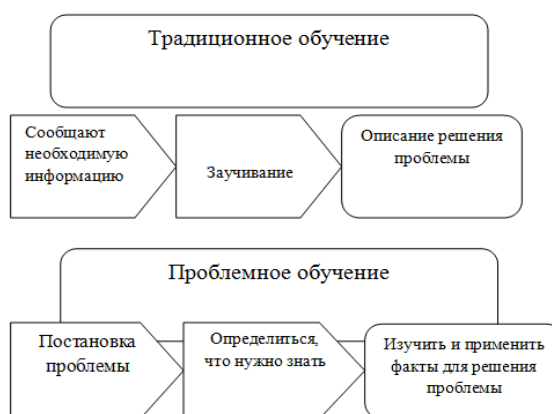 Традиционное обучение
Сообщают
необходимую
информацию
Заучивание
Описание решения
проблемы
Проблемное обучение
Постановка
проблемы
Определиться,
что нужно знать
Изучить и применить
факты для решения
проблемы